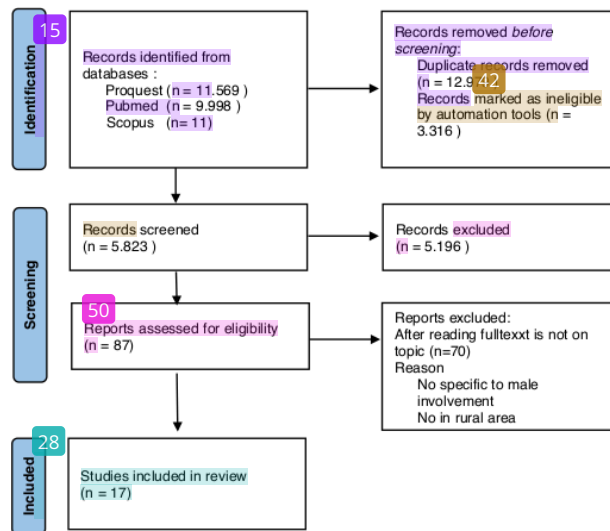 15
Identification
Records identified from
databases :
Proquest (n = 11.569 )
Pubmed (n = 9.998 )
Scopus (n= 11)
Records removed before
screening:
Duplicate records removed
(n = 12.9
42
Records marked as ineligible
by automation tools (n =
3.316 )
Screening
Records screened
(n = 5.823 )
Records excluded
(n = 5.196 )
50
Reports assessed for eligibility
(n = 87)
Reports excluded:
After reading fulltexxt is not on
topic (n=70)
Reason
No specific to male
involvement
No in rural area
28
Included
Studies included in review
(n = 17)